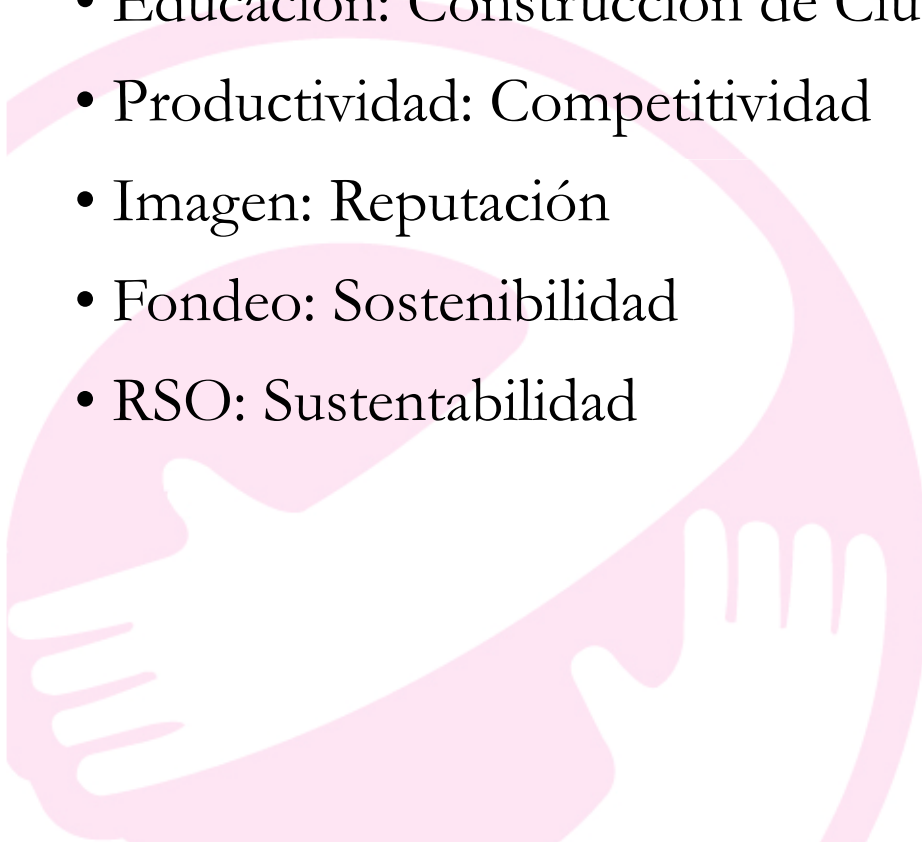 • Educación: Construcción de
• Productividad: Competitividad
• Imagen: Reputación
• Fondeo: Sostenibilidad
• RSO: Sustentabilidad